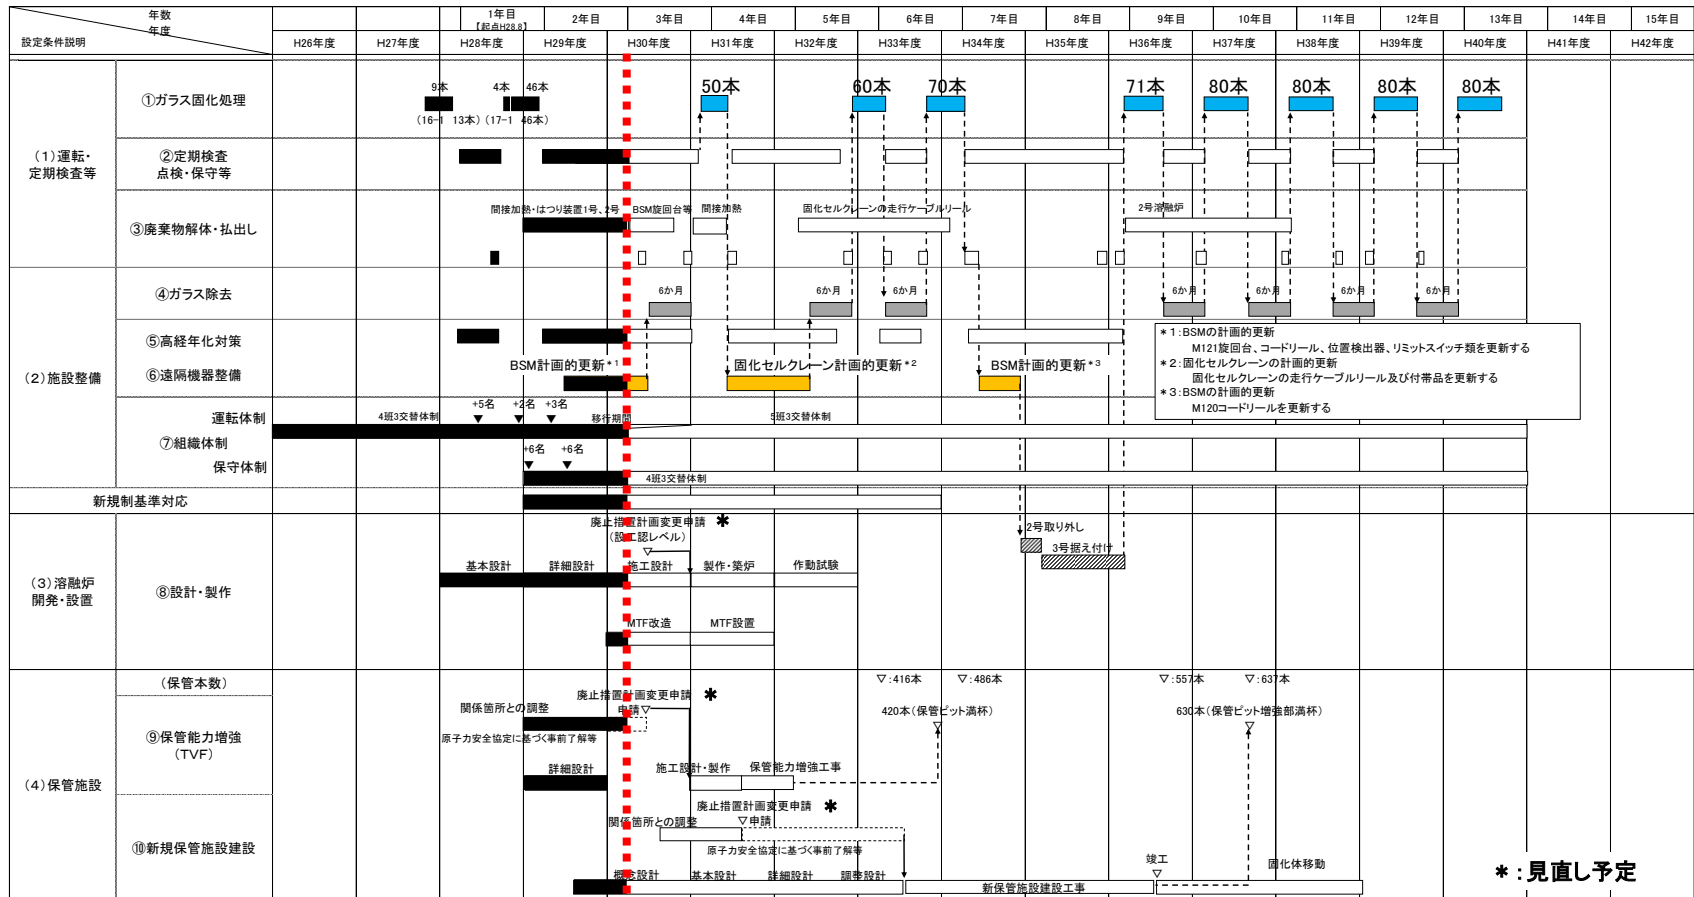 年数
年度
設定条件説明
1年目
【起点H28.8】
2年目
3年目
4年目
5年目
6年目
7年目
8年目
9年目
10年目
11年目
12年目
13年目
14年目
15年目
H26年度
H27年度
H28年度
H29年度
H30年度
H31年度
H32年度
H33年度
H34年度
H35年度
H36年度
H37年度
H38年度
H39年度
H40年度
H41年度
H42年度
(1)運転・
定期検査等
①ガラス固化処理
9本
4本
46本
(16-1 13本)
(17-1 46本)
50本
60本
70本
71本
80本
80本
80本
80本
②定期検査
点検・保守等
③廃棄物解体・払出し
間接加熱・はつり装置1号、2号
BSM旋回台等
間接加熱
固化セルクレーンの走行ケーブルリール
2号溶融炉
(2)施設整備
④ガラス除去
6か月
6か月
6か月
6か月
6か月
6か月
6か月
⑤高経年化対策
⑥遠隔機器整備
BSM計画的更新*1
固化セルクレーン計画的更新*2
BSM計画的更新*3
*1:BSMの計画的更新
M121旋回台、コードリール、位置検出器、リミットスイッチ類を更新する
*2:固化セルクレーンの計画的更新
固化セルクレーンの走行ケーブルリール及び付帯品を更新する
*3:BSMの計画的更新
M120コードリールを更新する
運転体制
⑦組織体制
保守体制
4班3交替体制
+5名
+2名
+3名
移行期間
5班3交替体制
+6名
+6名
4班3交替体制
新規制基準対応
(3)溶融炉
開発・設置
⑧設計・製作
廃止措置計画変更申請 *
(設工認レベル)
基本設計
詳細設計
施工設計
製作・築炉
作動試験
2号取り外し
3号据え付け
MTF改造
MTF設置
(4)保管施設
(保管本数)
▽:416本
▽:486本
▽:557本
▽:637本
⑨保管能力増強
(TVF)
廃止措置計画変更申請 *
関係箇所との調整
申請▽
原子力安全協定に基づく事前了解等
420本(保管ピット満杯)
630本(保管ピット増強部満杯)
詳細設計
施工設計・製作
保管能力増強工事
⑩新規保管施設建設
廃止措置計画変更申請 *
関係箇所との調整
▽申請
原子力安全協定に基づく事前了解等
概念設計
基本設計
詳細設計
調整設計
新保管施設建設工事
竣工
固化体移動
*:見直し予定